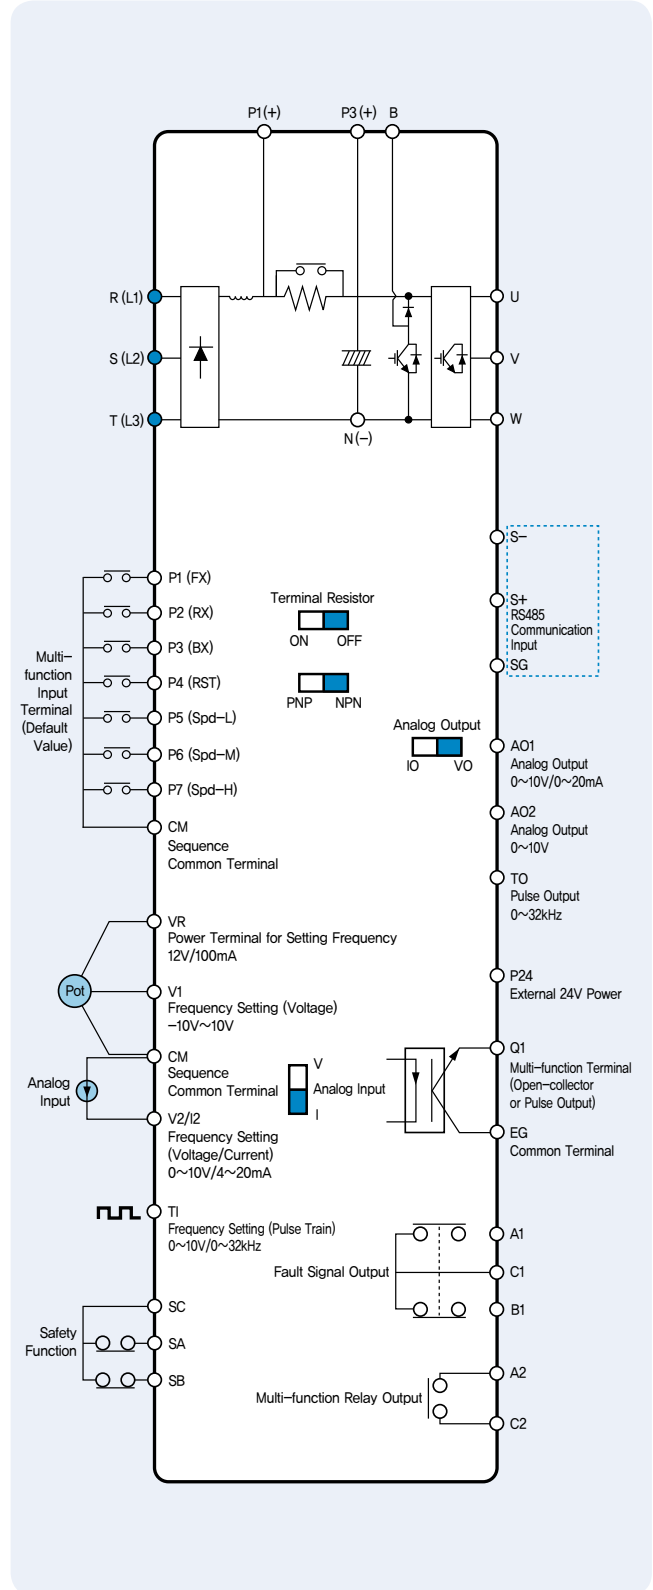 P1(+)
P3(+)
B
R (L1)
S (L2)
T (L3)
N(−)
U
V
W
S−
S+
RS485
Communication
Input
SG
Multi−
function
Input
Terminal
(Default
Value)
P1 (FX)
P2 (RX)
P3 (BX)
P4 (RST)
P5 (Spd−L)
P6 (Spd−M)
P7 (Spd−H)
CM
Sequence
Common Terminal
Terminal Resistor
ON OFF
PNP NPN
Analog Output
IO VO
AO1
Analog Output
0~10V/0~20mA
AO2
Analog Output
0~10V
TO
Pulse Output
0~32kHz
P24
External 24V Power
Pot
VR
Power Terminal for Setting Frequency
12V/100mA
V1
Frequency Setting (Voltage)
−10V~10V
CM
Sequence
Common Terminal
Analog
Input
V2/I2
Frequency Setting
(Voltage/Current)
0~10V/4~20mA
V
Analog Input
I
Q1
Multi−function Terminal
(Open−collector
or Pulse Output)
EG
Common Terminal
TI
Frequency Setting (Pulse Train)
0~10V/0~32kHz
Fault Signal Output
A1
C1
B1
Safety
Function
SC
SA
SB
Multi−function Relay Output
A2
C2